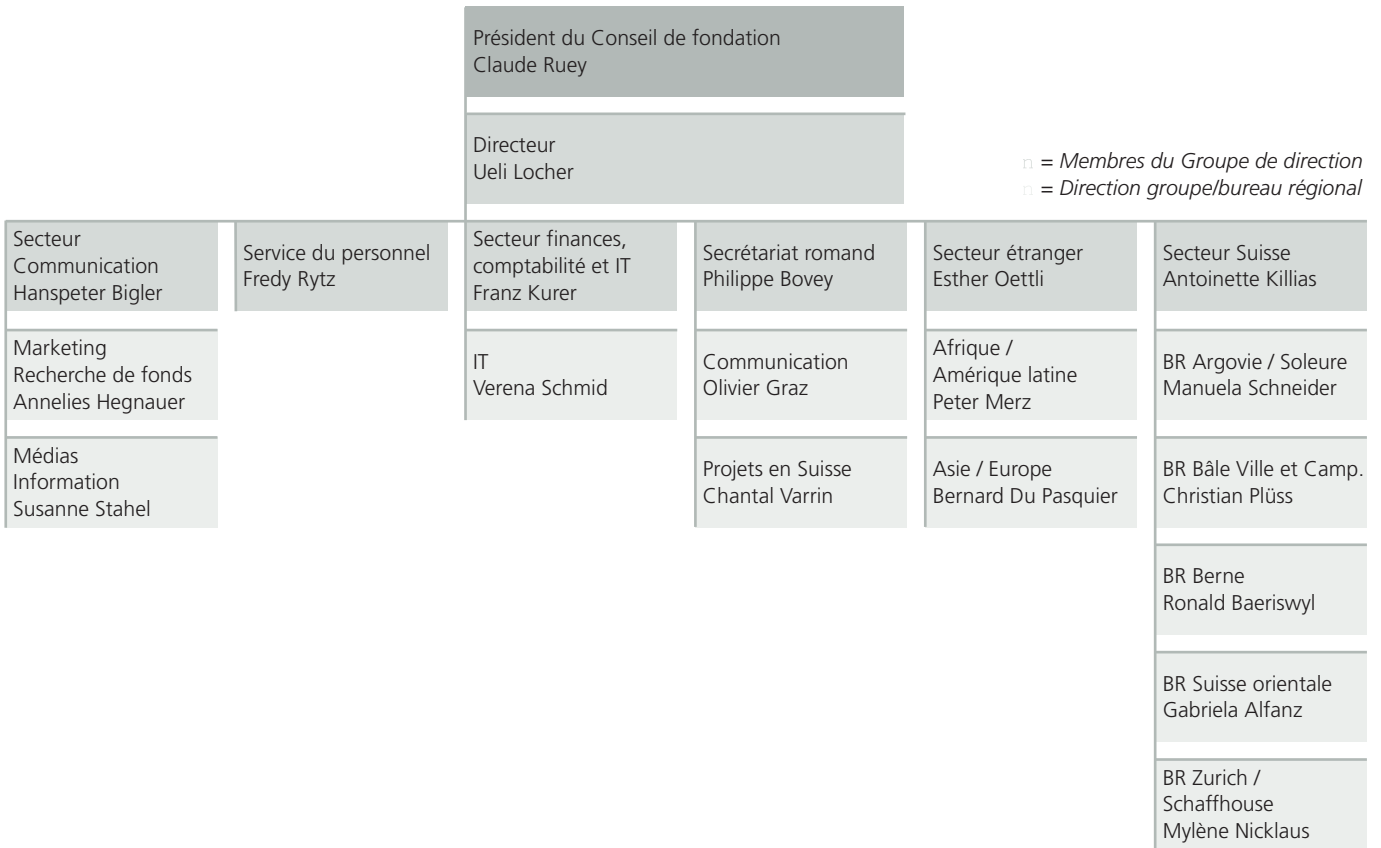 Président du Conseil de fondation
Claude Ruey
Directeur
Ueli Locher
n = Membres du Groupe de direction
n = Direction groupe/bureau régional
Secteur
Communication
Hanspeter Bigler
Marketing
Recherche de fonds
Annelies Hegnauer
Médias
Information
Susanne Stahel
Service du personnel
Fredy Rytz
Secteur finances,
comptabilité et IT
Franz Kurer
IT
Verena Schmid
Secrétariat romand
Philippe Bovey
Communication
Olivier Graz
Projets en Suisse
Chantal Varrin
Secteur étranger
Esther Oettli
Afrique /
Amérique latine
Peter Merz
Asie / Europe
Bernard Du Pasquier
Secteur Suisse
Antoinette Killias
BR Argovie / Soleure
Manuela Schneider
BR Bâle Ville et Camp.
Christian Plüss
BR Berne
Ronald Baeriswyl
BR Suisse orientale
Gabriela Alfanz
BR Zurich /
Schaffhouse
Mylène Nicklaus